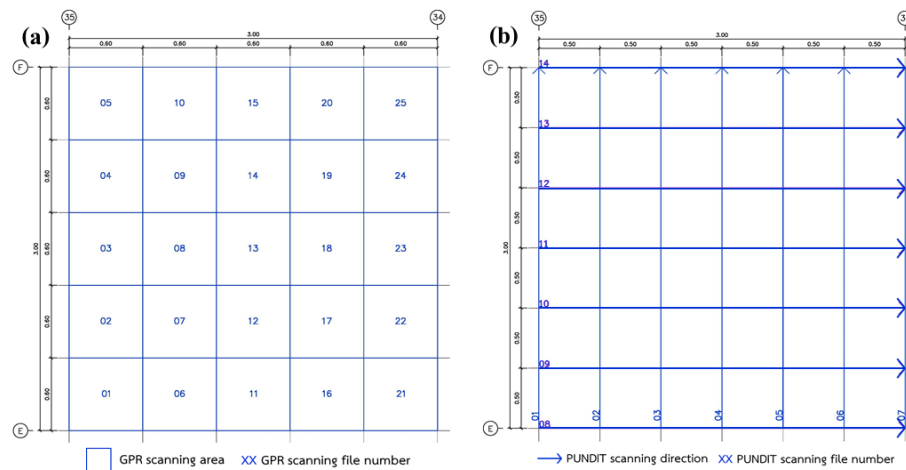 (a)
35
34
3.00
0.60 0.60 0.60 0.60 0.60
F
05 10 15 20 25
0.60
04 09 14 19 24
0.60
03 08 13 18 23
3.00
0.60
02 07 12 17 22
0.60
01 06 11 16 21
0.60
E
GPR scanning area XX GPR scanning file number
(b)
35
3.00
0.50 0.50 0.50 0.50 0.50 0.50
F
14
0.50
13
0.50
12
0.50
11
3.00
0.50
10
0.50
09
0.50
01 02 03 04 05 06 07
08
E
PUNDIT scanning direction XX PUNDIT scanning file number